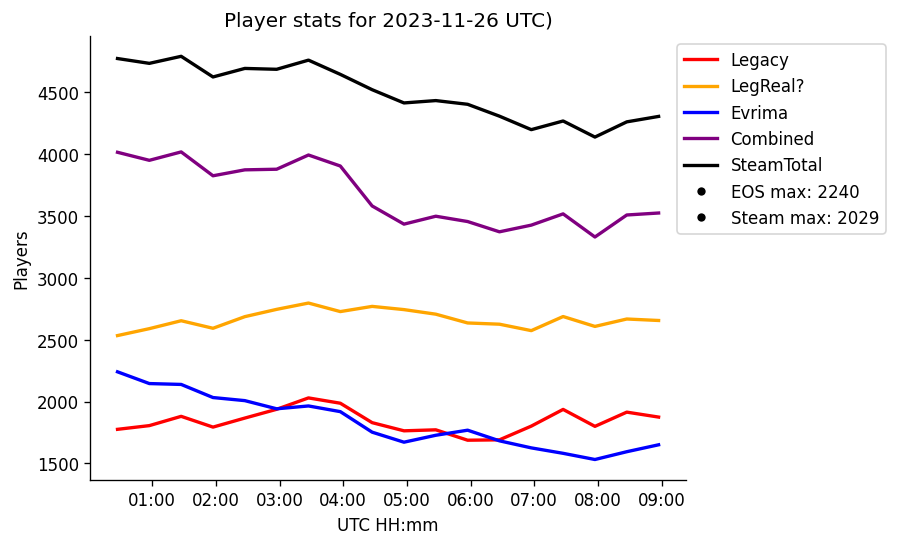 Player stats for 2023-11-26 UTC)
Legacy
LegReal?
Evrima
Combined
SteamTotal
EOS max: 2240
Steam max: 2029
Players
4500
4000
3500
3000
2500
2000
1500
01:00 02:00 03:00 04:00 05:00 06:00 07:00 08:00 09:00
UTC HH:mm